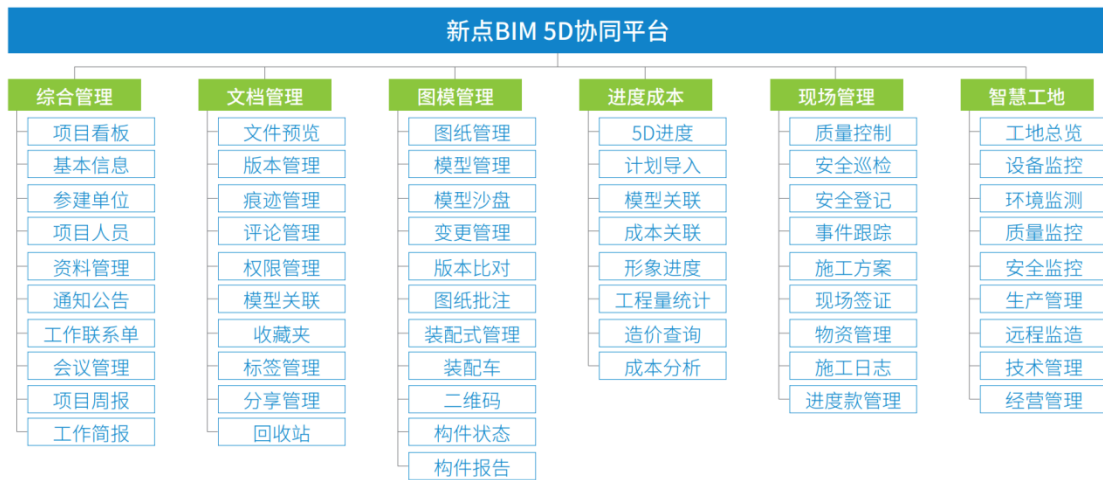 新点BIM 5D协同平台
综合管理
项目看板
基本信息
参建单位
项目人员
资料管理
通知公告
工作联系单
会议管理
项目周报
工作简报
文档管理
文件预览
版本管理
痕迹管理
评论管理
权限管理
模型关联
收藏夹
标签管理
分享管理
回收站
图模管理
图纸管理
模型管理
模型沙盘
变更管理
版本比对
图纸批注
装配式管理
装配车
二维码
构件状态
构件报告
进度成本
5D进度
计划导入
模型关联
成本关联
形象进度
工程量统计
造价查询
成本分析
现场管理
质量控制
安全巡检
安全登记
事件跟踪
施工方案
现场签证
物资管理
施工日志
进度款管理
智慧工地
工地总览
设备监控
环境监测
质量监控
安全监控
生产管理
远程监造
技术管理
经营管理